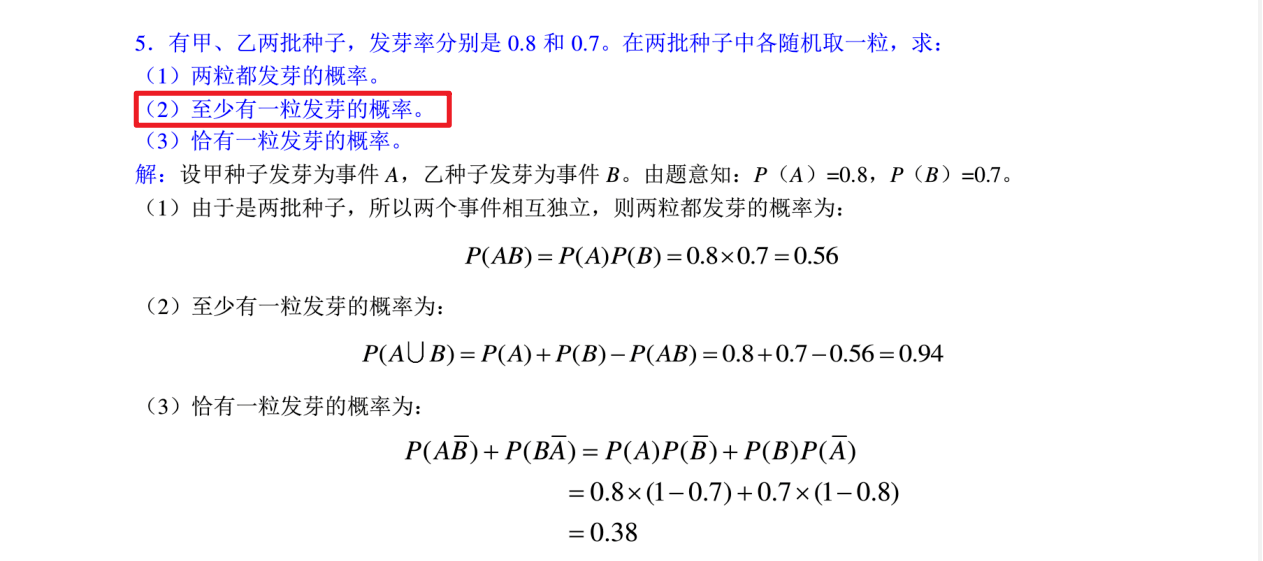 5．有甲、乙两批种子，发芽率分别是 0.8 和 0.7。在两批种子中各随机取一粒，求：
（1）两粒都发芽的概率。
（2）至少有一粒发芽的概率。
（3）恰有一粒发芽的概率。
解：设甲种子发芽为事件 A，乙种子发芽为事件 B。由题意知：P（A）=0.8，P（B）=0.7。
（1）由于是两批种子，所以两个事件相互独立，则两粒都发芽的概率为：
P(AB) = P(A)P(B) = 0.8×0.7 = 0.56
（2）至少有一粒发芽的概率为：
P(A⋃B) = P(A) + P(B) − P(AB) = 0.8 + 0.7 − 0.56 = 0.94
（3）恰有一粒发芽的概率为：
P(AB̅) + P(BA̅) = P(A)P(B̅) + P(B)P(A̅)
= 0.8×(1−0.7) + 0.7×(1−0.8)
= 0.38